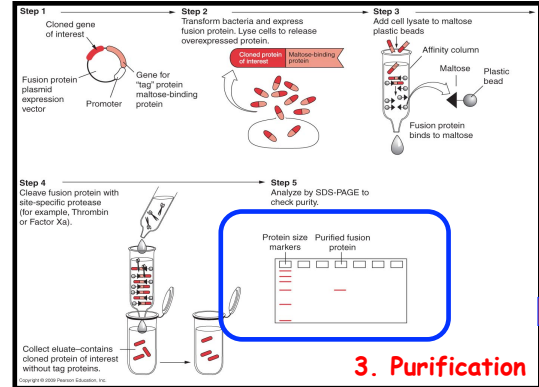 Step 1
Cloned gene
of interest
Fusion protein
plasmid
expression
vector
Promoter
Gene for
"tag" protein
maltose-binding
protein
Step 2
Transform bacteria and express
fusion protein. Lyse cells to release
overexpressed protein.
Cloned protein
of interest
Maltose-binding
protein
Step 3
Add cell lysate to maltose
plastic beads
Affinity column
Maltose
Plastic
bead
Fusion protein
binds to maltose
Step 4
Cleave fusion protein with
site-specific protease
(for example, Thrombin
or Factor Xa).
Collect eluate–contains
cloned protein of interest
without tag proteins.
Step 5
Analyze by SDS-PAGE to
check purity.
Protein size
markers
Purified fusion
protein
3. Purification
Copyright © 2009 Pearson Education, Inc.